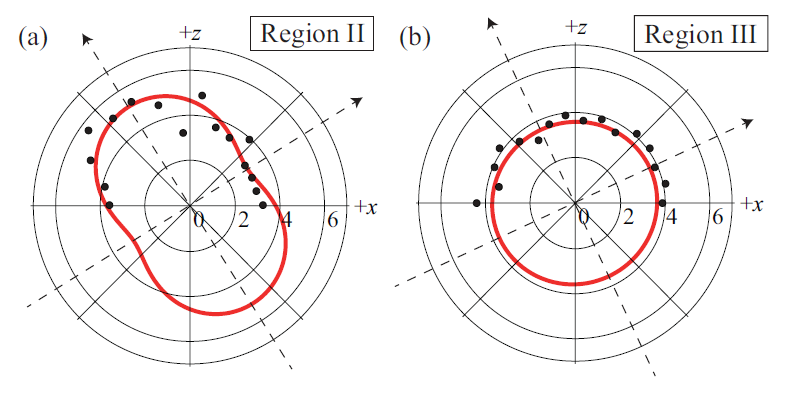 (a)
+z
Region II
0 2 4 6 +x
(b)
+z
Region III
0 2 4 6 +x